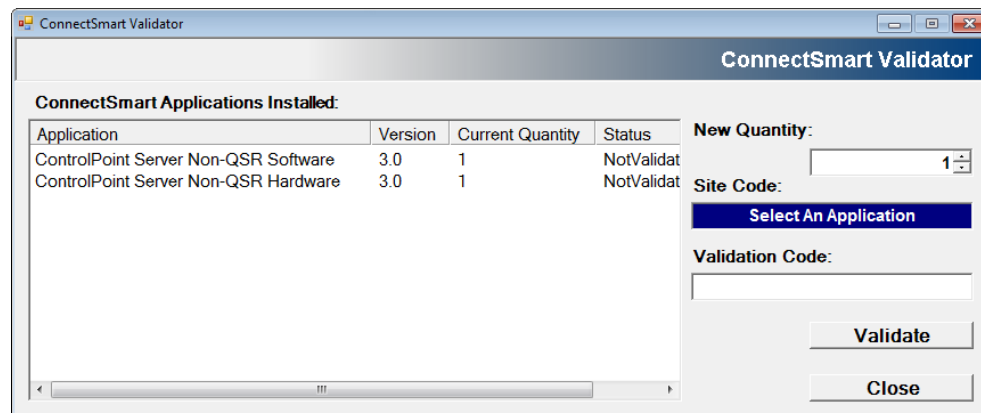 ConnectSmart Validator
ConnectSmart Validator
ConnectSmart Applications Installed:
Application Version Current Quantity Status
ControlPoint Server Non-QSR Software 3.0 1 NotValidat
ControlPoint Server Non-QSR Hardware 3.0 1 NotValidat
New Quantity:
1
Site Code:
Select An Application
Validation Code:
Validate
Close